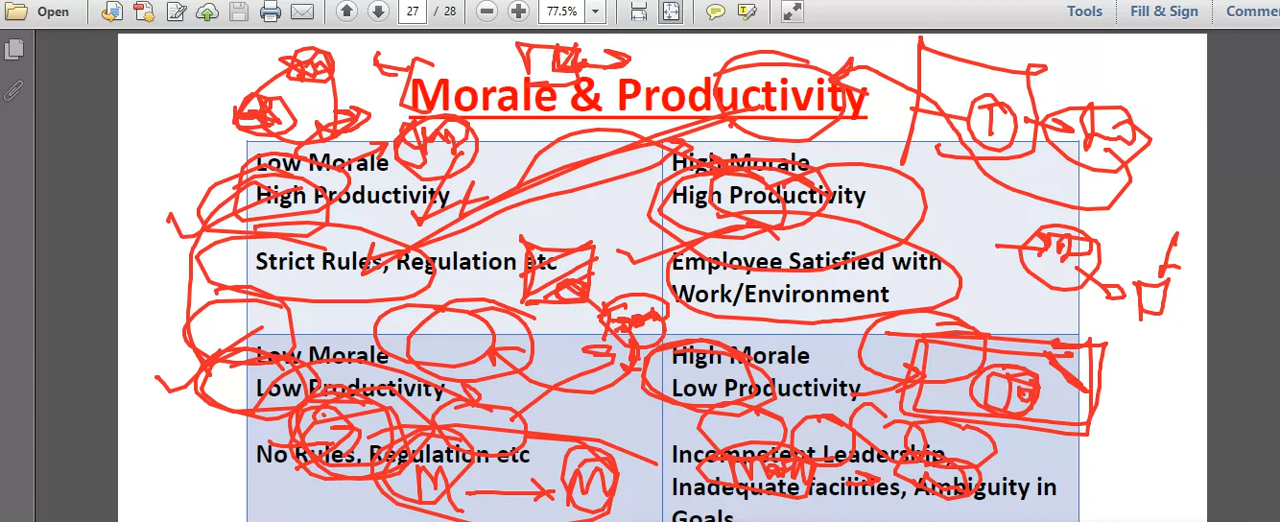 Open
27 / 28
77.5%
Tools
Fill & Sign
Comme
Morale & Productivity
Low Morale
High Productivity
Strict Rules, Regulation etc
High Morale
High Productivity
Employee Satisfied with
Work/Environment
Low Morale
Low Productivity
No Rules, Regulation etc
High Morale
Low Productivity
Incompetent Leadership,
Inadequate facilities, Ambiguity in
Goals
T
M
M